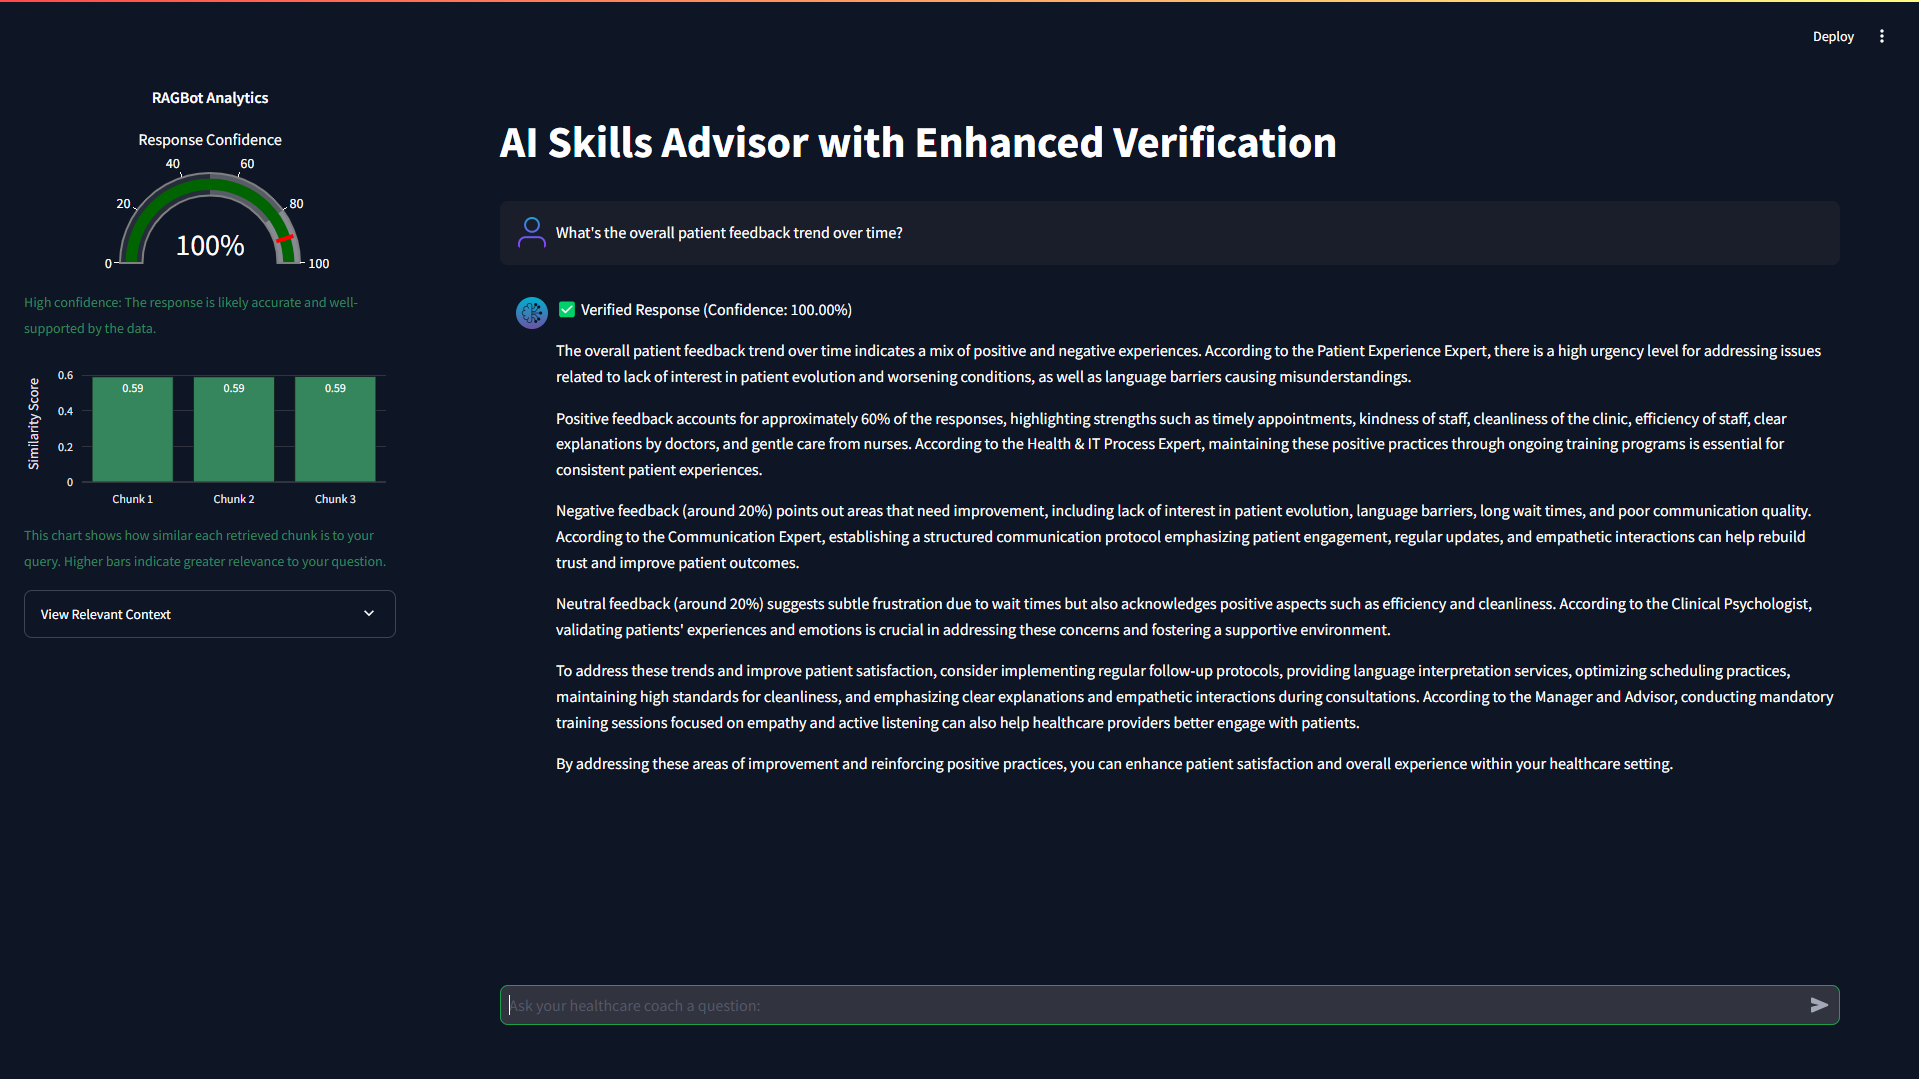 Deploy
RAGBot Analytics
Response Confidence
0
20
40
60
80
100
100%
High confidence: The response is likely accurate and well-
supported by the data.
Similarity Score
0.6
0.4
0.2
0
0.59
0.59
0.59
Chunk 1
Chunk 2
Chunk 3
This chart shows how similar each retrieved chunk is to your
query. Higher bars indicate greater relevance to your question.
View Relevant Context
AI Skills Advisor with Enhanced Verification
What's the overall patient feedback trend over time?
Verified Response (Confidence: 100.00%)
The overall patient feedback trend over time indicates a mix of positive and negative experiences. According to the Patient Experience Expert, there is a high urgency level for addressing issues
related to lack of interest in patient evolution and worsening conditions, as well as language barriers causing misunderstandings.
Positive feedback accounts for approximately 60% of the responses, highlighting strengths such as timely appointments, kindness of staff, cleanliness of the clinic, efficiency of staff, clear
explanations by doctors, and gentle care from nurses. According to the Health & IT Process Expert, maintaining these positive practices through ongoing training programs is essential for
consistent patient experiences.
Negative feedback (around 20%) points out areas that need improvement, including lack of interest in patient evolution, language barriers, long wait times, and poor communication quality.
According to the Communication Expert, establishing a structured communication protocol emphasizing patient engagement, regular updates, and empathetic interactions can help rebuild
trust and improve patient outcomes.
Neutral feedback (around 20%) suggests subtle frustration due to wait times but also acknowledges positive aspects such as efficiency and cleanliness. According to the Clinical Psychologist,
validating patients' experiences and emotions is crucial in addressing these concerns and fostering a supportive environment.
To address these trends and improve patient satisfaction, consider implementing regular follow-up protocols, providing language interpretation services, optimizing scheduling practices,
maintaining high standards for cleanliness, and emphasizing clear explanations and empathetic interactions during consultations. According to the Manager and Advisor, conducting mandatory
training sessions focused on empathy and active listening can also help healthcare providers better engage with patients.
By addressing these areas of improvement and reinforcing positive practices, you can enhance patient satisfaction and overall experience within your healthcare setting.
Ask your healthcare coach a question: